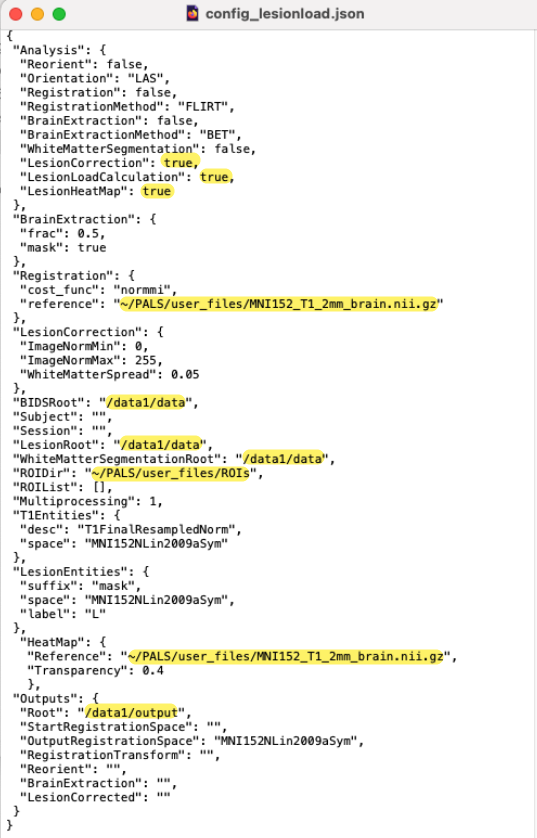 config_lesionload.json
{
"Analysis": {
"Reorient": false,
"Orientation": "LAS",
"Registration": false,
"RegistrationMethod": "FLIRT",
"BrainExtraction": false,
"BrainExtractionMethod": "BET",
"WhiteMatterSegmentation": false,
"LesionCorrection": true,
"LesionLoadCalculation": true,
"LesionHeatMap": true
},
"BrainExtraction": {
"frac": 0.5,
"mask": true
},
"Registration": {
"cost_func": "normmi",
"reference": "~/PALS/user_files/MNI152_T1_2mm_brain.nii.gz"
},
"LesionCorrection": {
"ImageNormMin": 0,
"ImageNormMax": 255,
"WhiteMatterSpread": 0.05
},
"BIDSRoot": "/data1/data",
"Subject": "",
"Session": "",
"LesionRoot": "/data1/data",
"WhiteMatterSegmentationRoot": "/data1/data",
"ROIDir": "~/PALS/user_files/ROIs",
"ROIList": [],
"Multiprocessing": 1,
"T1Entities": {
"desc": "T1FinalResampledNorm",
"space": "MNI152NLin2009aSym"
},
"LesionEntities": {
"suffix": "mask",
"space": "MNI152NLin2009aSym",
"label": "L"
},
"HeatMap": {
"Reference": "~/PALS/user_files/MNI152_T1_2mm_brain.nii.gz",
"Transparency": 0.4
},
"Outputs": {
"Root": "/data1/output",
"StartRegistrationSpace": "",
"OutputRegistrationSpace": "MNI152NLin2009aSym",
"RegistrationTransform": "",
"Reorient": "",
"BrainExtraction": "",
"LesionCorrected": ""
}
}